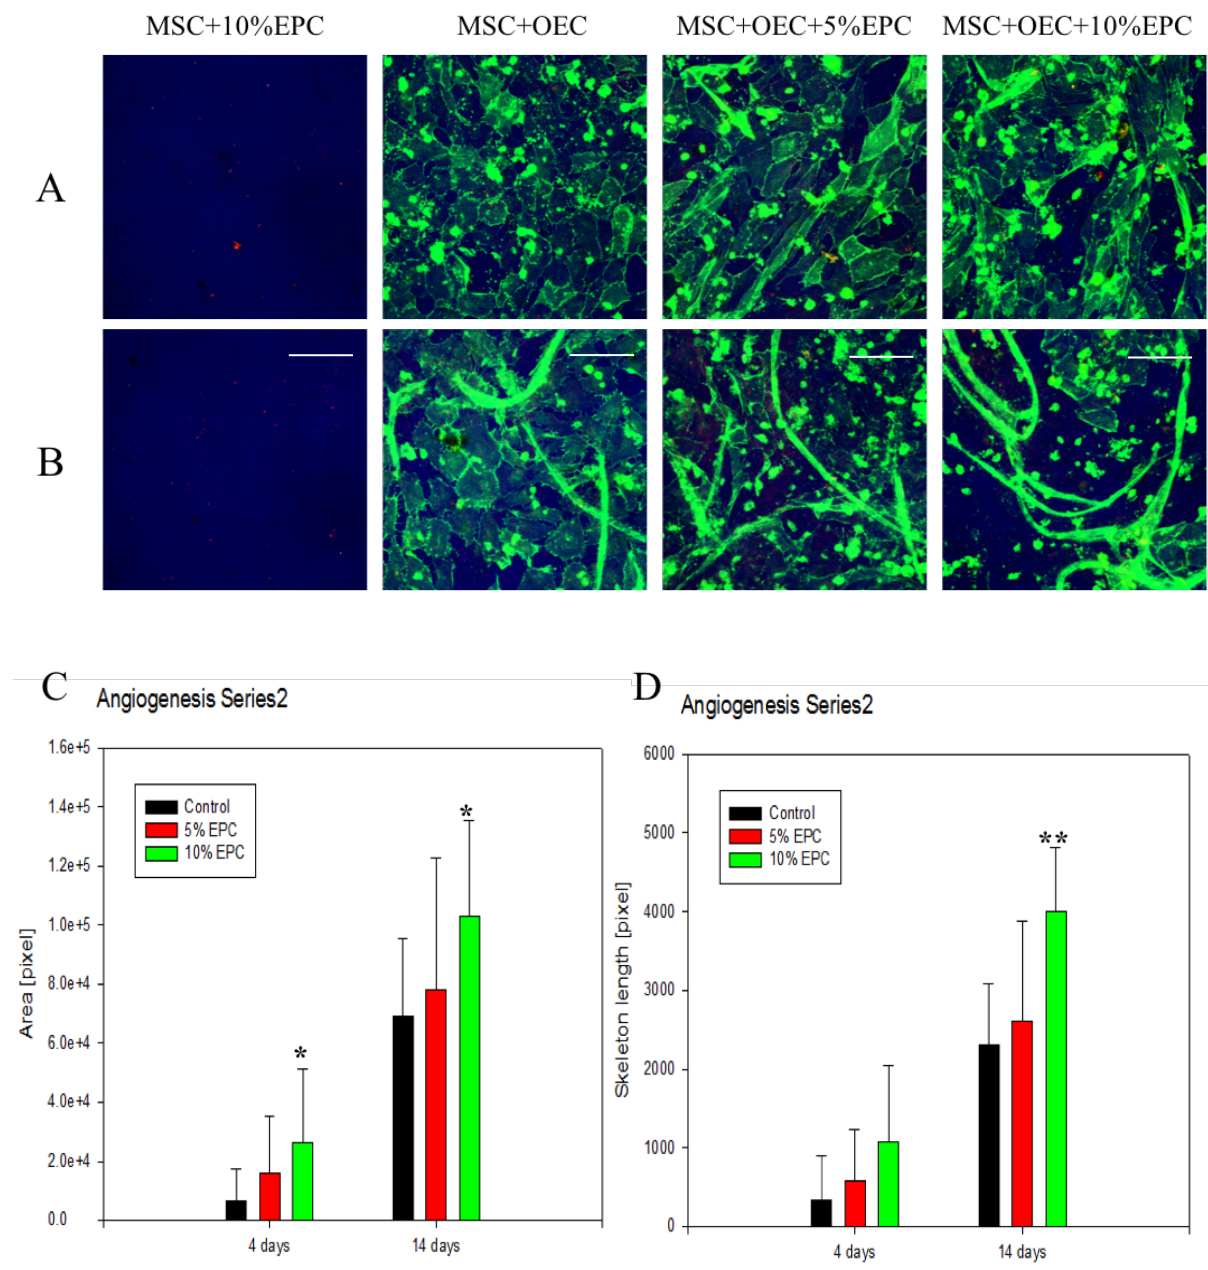 MSC+10%EPC MSC+OEC MSC+OEC+5%EPC MSC+OEC+10%EPC
A
B
C Angiogenesis Series2
Area [pixel]
1.6e+5
1.4e+5
1.2e+5
1.0e+5
8.0e+4
6.0e+4
4.0e+4
2.0e+4
0.0
Control
5% EPC
10% EPC
*
*
4 days 14 days
D Angiogenesis Series2
Skeleton length [pixel]
6000
5000
4000
3000
2000
1000
0
Control
5% EPC
10% EPC
**
4 days 14 days